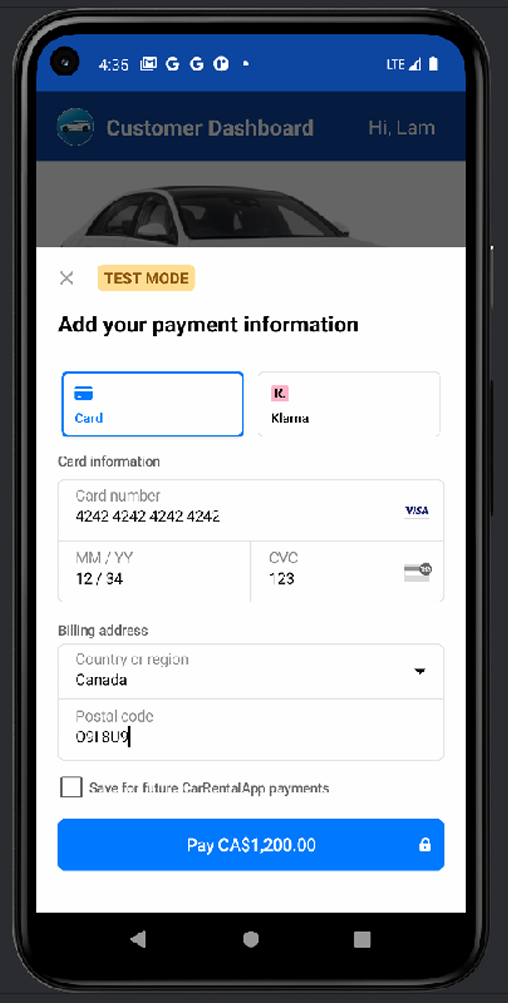 4:35 G G LTE
Customer Dashboard Hi, Lam
TEST MODE
Add your payment information
K.
Card Klarna
Card information
Card number
4242 4242 4242 4242 VISA
MM / YY CVC
12 / 34 123
Billing address
Country or region
Canada
Postal code
Save for future CarRentalApp payments
Pay CA$1,200.00